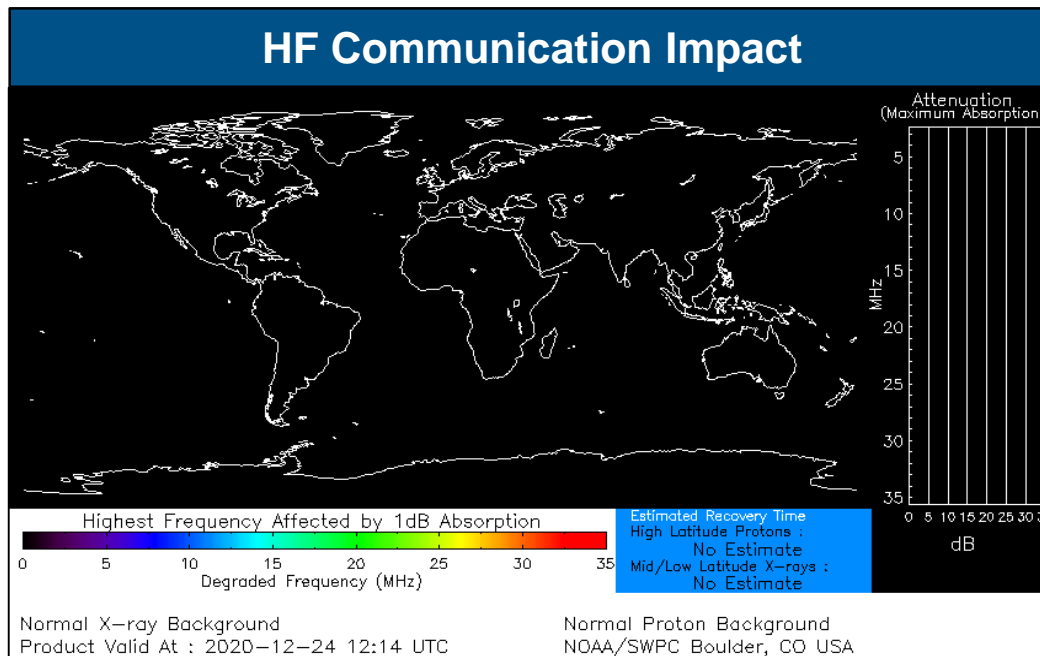 HF Communication Impact
Attenuation
(Maximum Absorption
5
10
15
20
25
30
35
MHz
0 5 10 15 20 25 30
dB
Highest Frequency Affected by 1dB Absorption
0 5 10 15 20 25 30 35
Degraded Frequency (MHz)
Estimated Recovery Time
High Latitude Protons :
No Estimate
Mid/Low Latitude X-rays :
No Estimate
Normal X-ray Background
Product Valid At : 2020-12-24 12:14 UTC
Normal Proton Background
NOAA/SWPC Boulder, CO USA